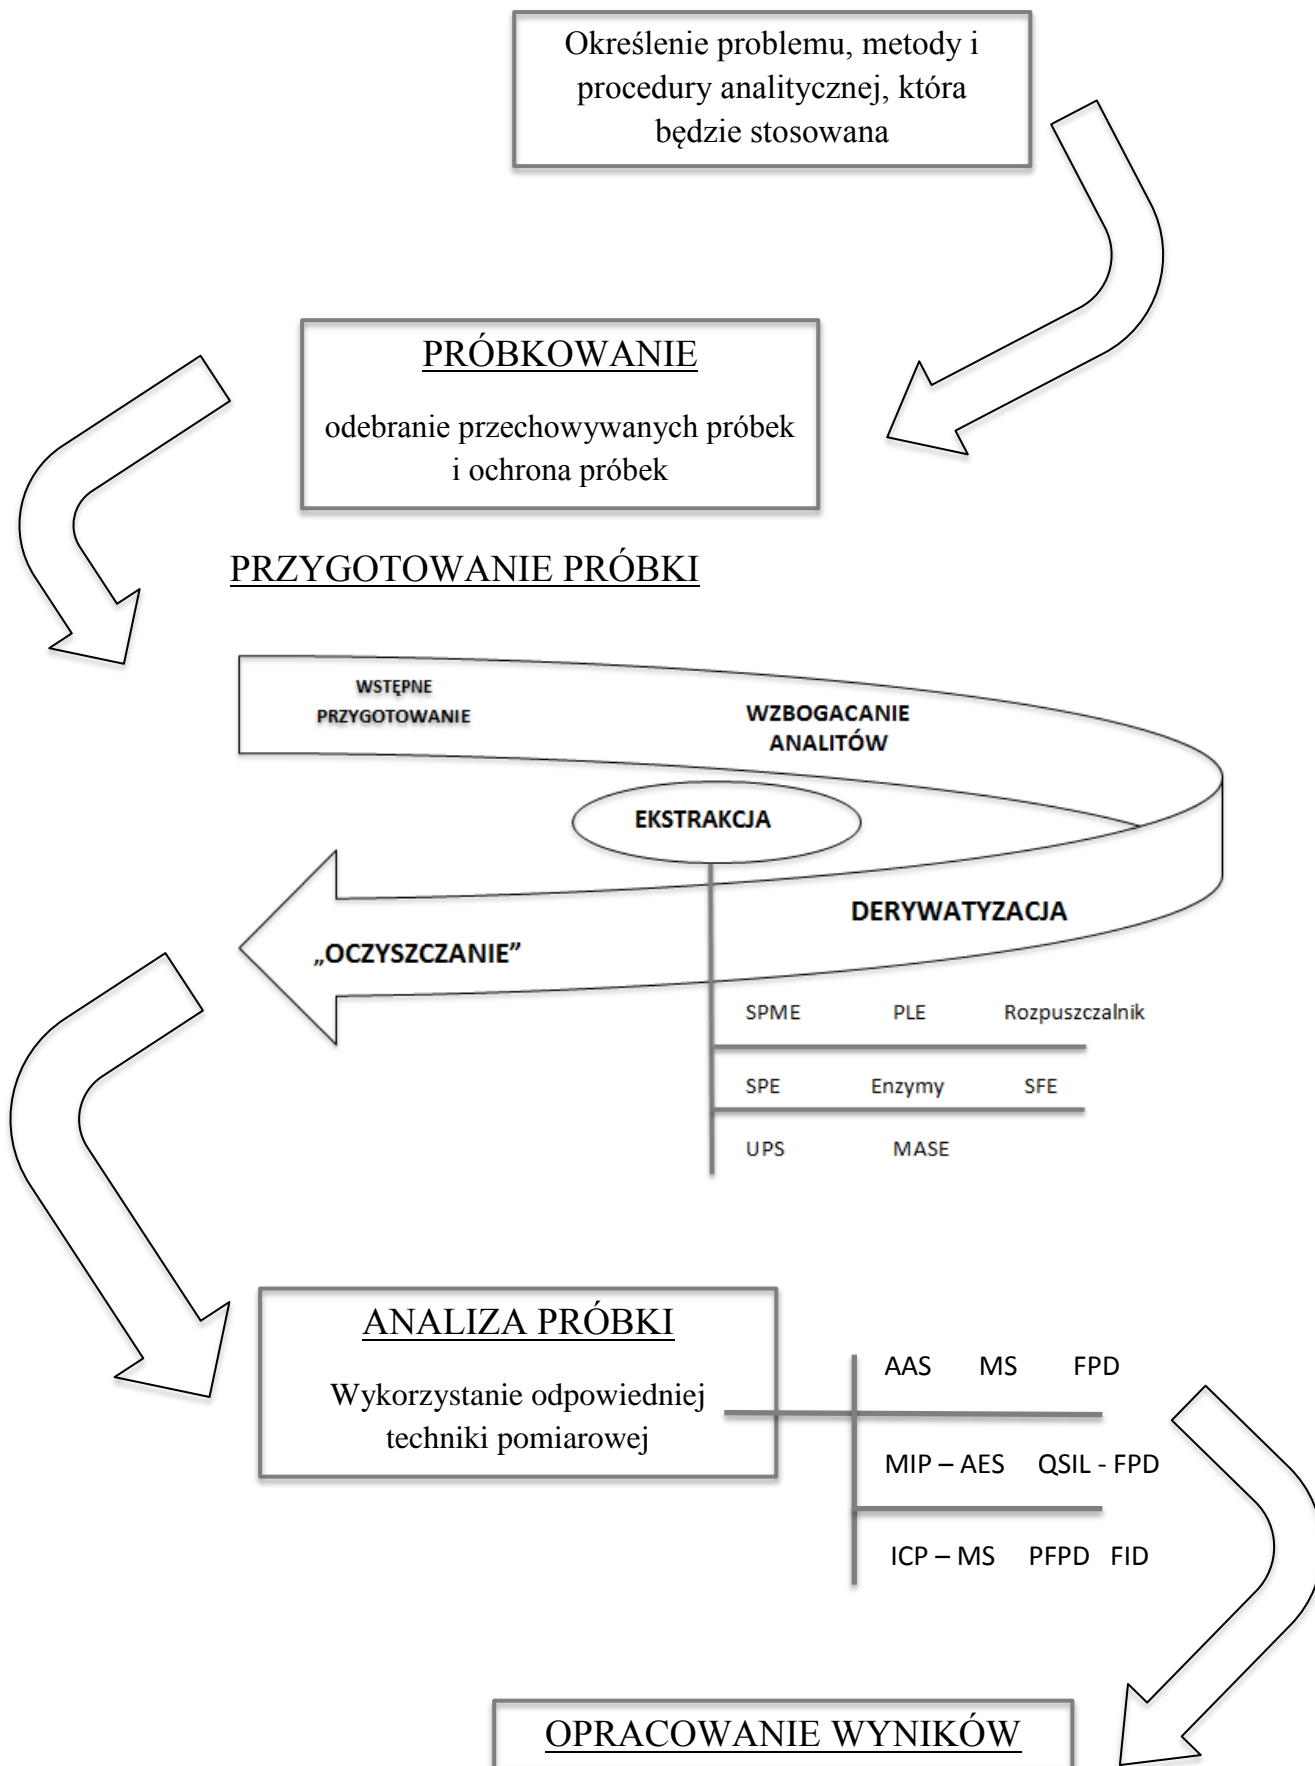 Określenie problemu, metody i
procedury analitycznej, która
będzie stosowana
PRÓBKOWANIE
odebranie przechowywanych próbek
i ochrona próbek
PRZYGOTOWANIE PRÓBKI
WSTĘPNE
PRZYGOTOWANIE
WZBOGACANIE
ANALITÓW
EKSTRAKCJA
DERYWATYZACJA
„OCZYSZCZANIE”
SPME PLE Rozpuszczalnik
SPE Enzymy SFE
UPS MASE
ANALIZA PRÓBKI
Wykorzystanie odpowiedniej
techniki pomiarowej
AAS MS FPD
MIP – AES QSIL - FPD
ICP – MS PFPD FID
OPRACOWANIE WYNIKÓW